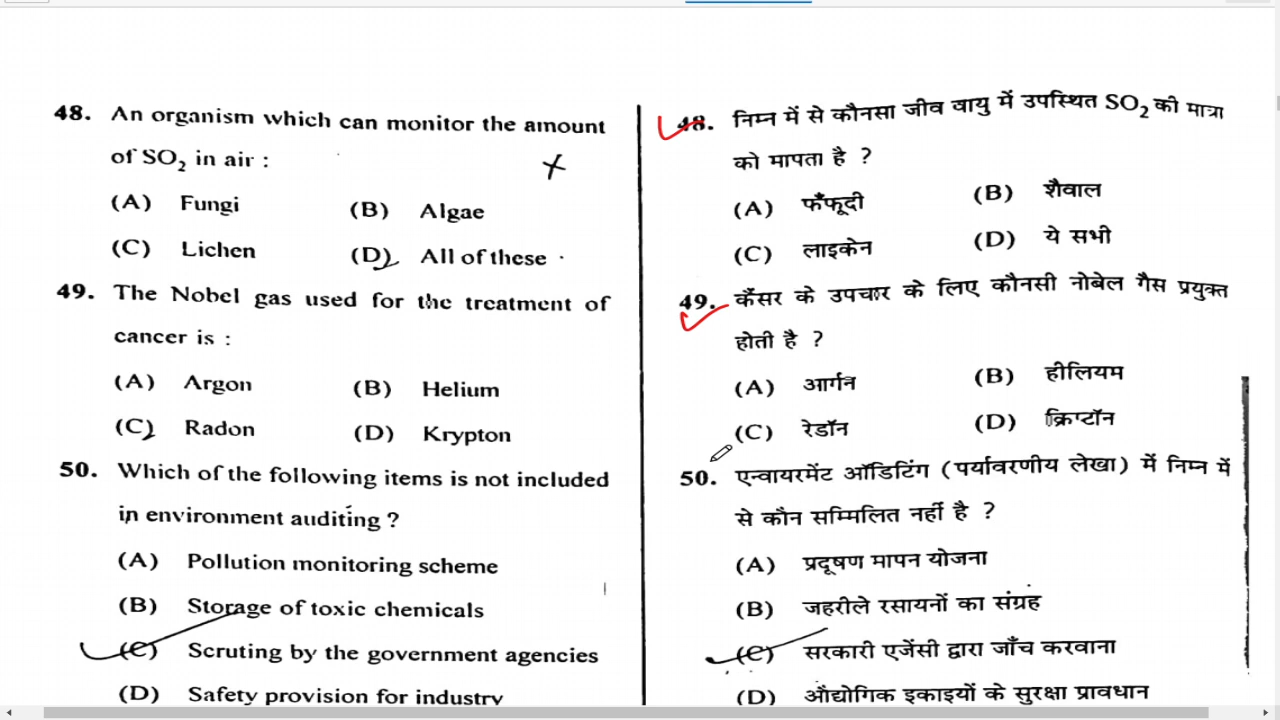 48. An organism which can monitor the amount
of SO₂ in air :
(A) Fungi (B) Algae
(C) Lichen (D) All of these
49. The Nobel gas used for the treatment of
cancer is :
(A) Argon (B) Helium
(C) Radon (D) Krypton
50. Which of the following items is not included
in environment auditing ?
(A) Pollution monitoring scheme
(B) Storage of toxic chemicals
(C) Scruting by the government agencies
(D) Safety provision for industry
48. निम्न में से कौनसा जीव वायु में उपस्थित SO₂ की मात्रा
को मापता है ?
(A) फँफूदी (B) शैवाल
(C) लाइकेन (D) ये सभी
49. कैंसर के उपचार के लिए कौनसी नोबेल गैस प्रयुक्त
होती है ?
(A) आर्गन (B) हीलियम
(C) रेडॉन (D) क्रिप्टॉन
50. एन्वायरमेंट ऑडिटिंग (पर्यावरणीय लेखा) में निम्न में
से कौन सम्मिलित नहीं है ?
(A) प्रदूषण मापन योजना
(B) जहरीले रसायनों का संग्रह
(C) सरकारी एजेंसी द्वारा जाँच करवाना
(D) औद्योगिक इकाइयों के सुरक्षा प्रावधान